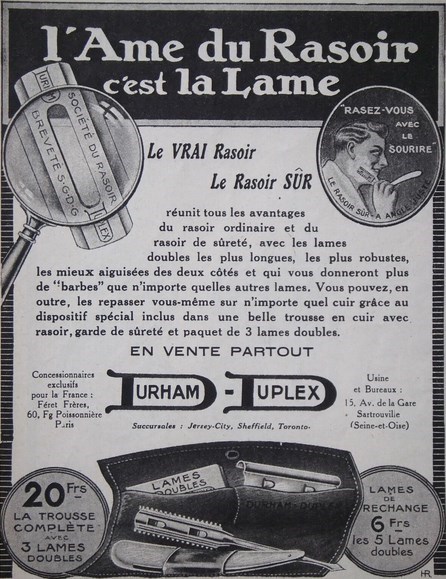 l'Ame du Rasoir
c'est la Lame
SOCIÉTÉ DU RASOIR
BREVETÉ S.G.D.G
"RASEZ-VOUS
AVEC
LE
SOURIRE"
LE RASOIR SÛR - A ANGLE DROIT
Le VRAI Rasoir
Le Rasoir SÛR
réunit tous les avantages
du rasoir ordinaire et du
rasoir de sûreté, avec les lames
doubles les plus longues, les plus robustes,
les mieux aiguisées des deux côtés et qui vous donneront plus
de "barbes" que n'importe quelles autres lames. Vous pouvez, en
outre, les repasser vous-même sur n'importe quel cuir grâce au
dispositif spécial inclus dans une belle trousse en cuir avec
rasoir, garde de sûreté et paquet de 3 lames doubles.
EN VENTE PARTOUT
Concessionnaires
exclusifs
pour la France :
Féret Frères,
60, Fg Poissonnière
Paris
DURHAM-DUPLEX
Succursales : Jersey-City, Sheffield, Toronto.
Usine
et Bureaux :
15, Av. de la Gare
Sartrouville
(Seine-et-Oise)
LAMES
DOUBLES
DURHAM-DUPLEX
20 Frs
LA TROUSSE
COMPLÈTE
AVEC
3 LAMES
DOUBLES
LAMES
DE
RECHANGE
6 Frs
les 5 Lames
doubles
HR